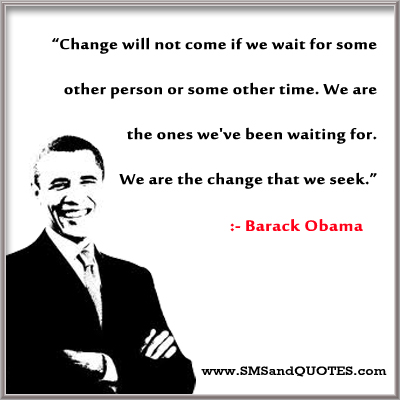 “Change will not come if we wait for some
other person or some other time. We are
the ones we've been waiting for.
We are the change that we seek.”
:- Barack Obama
www.SMSandQUOTES.com